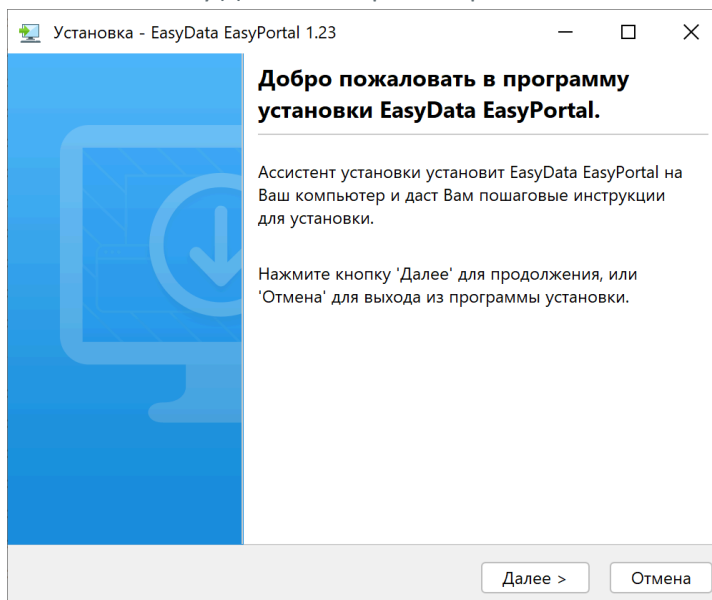 Установка - EasyData EasyPortal 1.23
Добро пожаловать в программу
установки EasyData EasyPortal.
Ассистент установки установит EasyData EasyPortal на
Ваш компьютер и даст Вам пошаговые инструкции
для установки.
Нажмите кнопку 'Далее' для продолжения, или
'Отмена' для выхода из программы установки.
Далее >
Отмена